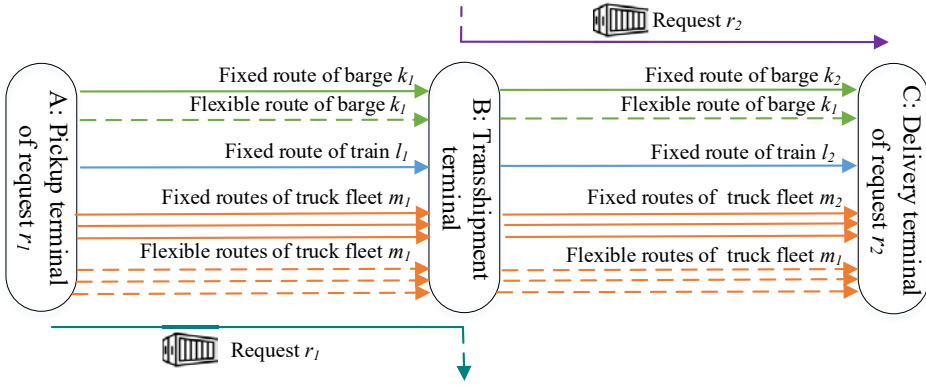 Request r2
Fixed route of barge k1
Flexible route of barge k1
Fixed route of train l1
Fixed routes of truck fleet m1
Flexible routes of truck fleet m1
Fixed route of barge k2
Flexible route of barge k1
Fixed route of train l2
Fixed routes of truck fleet m2
Flexible routes of truck fleet m1
A: Pickup terminal
of request r1
B: Transshipment
terminal
C: Delivery terminal
of request r2
Request r1